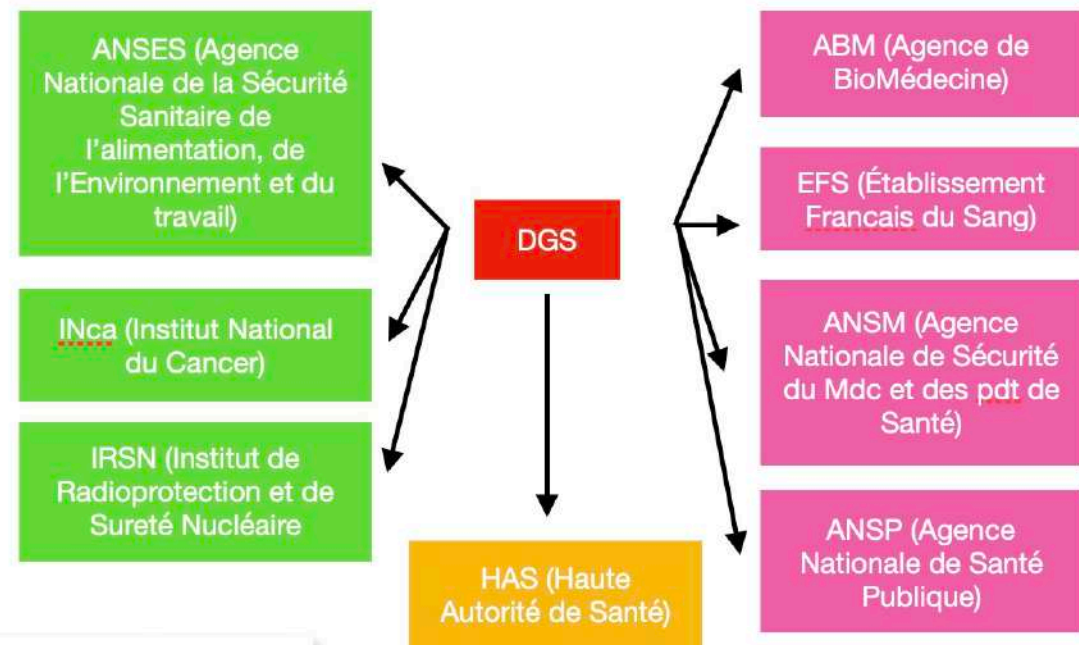 ANSES (Agence
Nationale de la Sécurité
Sanitaire de
l'alimentation, de
l'Environnement et du
travail)
INca (Institut National
du Cancer)
IRSN (Institut de
Radioprotection et de
Sureté Nucléaire
DGS
HAS (Haute
Autorité de Santé)
ABM (Agence de
BioMédecine)
EFS (Établissement
Francais du Sang)
ANSM (Agence
Nationale de Sécurité
du Mdc et des pdt de
Santé)
ANSP (Agence
Nationale de Santé
Publique)